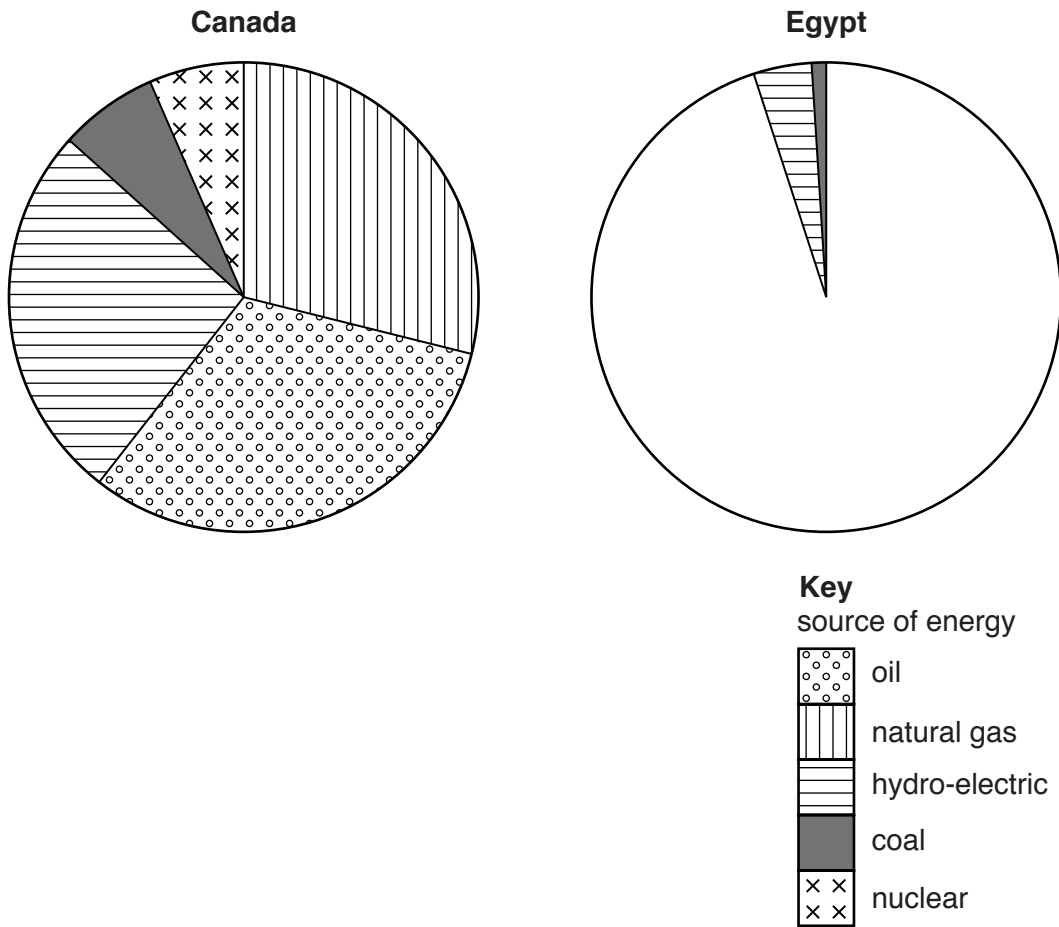 Canada
Egypt
Key
source of energy
oil
natural gas
hydro-electric
coal
nuclear